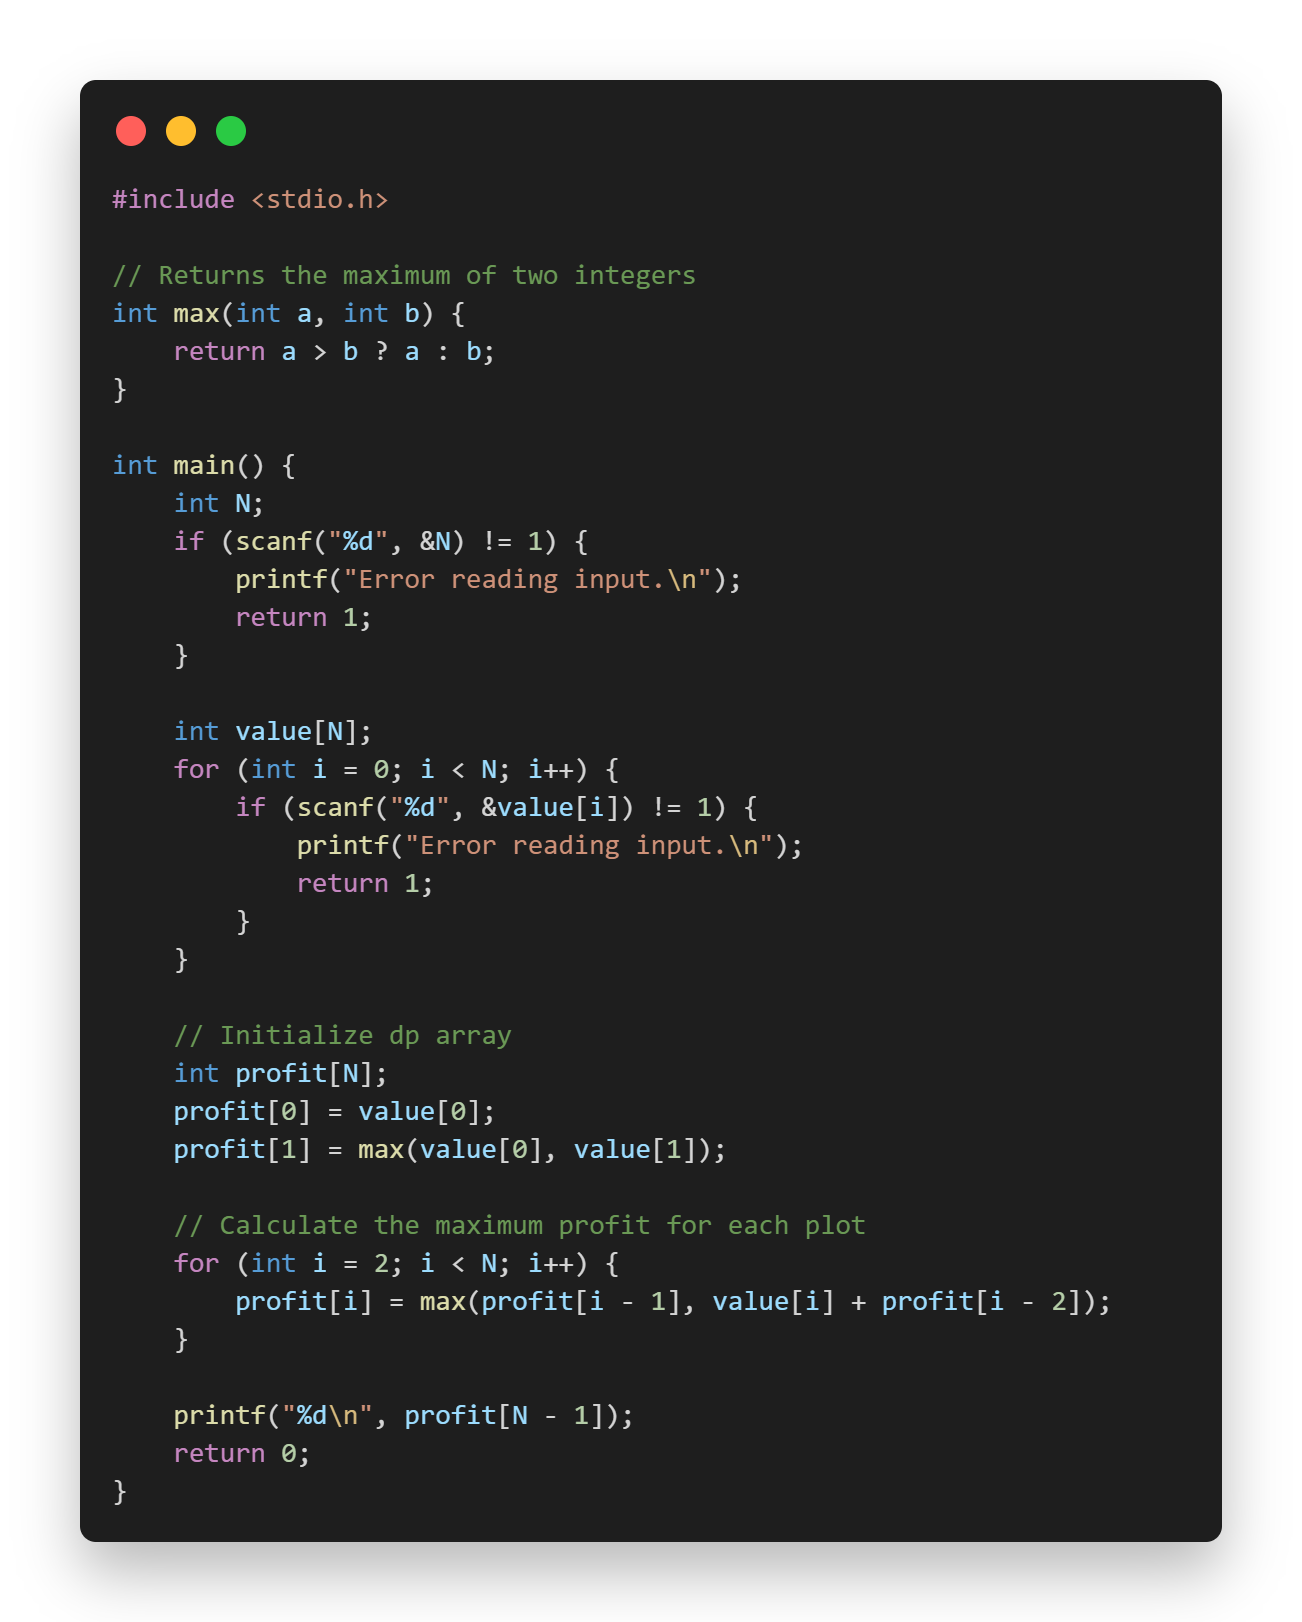 #include <stdio.h>

// Returns the maximum of two integers
int max(int a, int b) {
    return a > b ? a : b;
}

int main() {
    int N;
    if (scanf("%d", &N) != 1) {
        printf("Error reading input.\n");
        return 1;
    }

    int value[N];
    for (int i = 0; i < N; i++) {
        if (scanf("%d", &value[i]) != 1) {
            printf("Error reading input.\n");
            return 1;
        }
    }

    // Initialize dp array
    int profit[N];
    profit[0] = value[0];
    profit[1] = max(value[0], value[1]);

    // Calculate the maximum profit for each plot
    for (int i = 2; i < N; i++) {
        profit[i] = max(profit[i - 1], value[i] + profit[i - 2]);
    }

    printf("%d\n", profit[N - 1]);
    return 0;
}